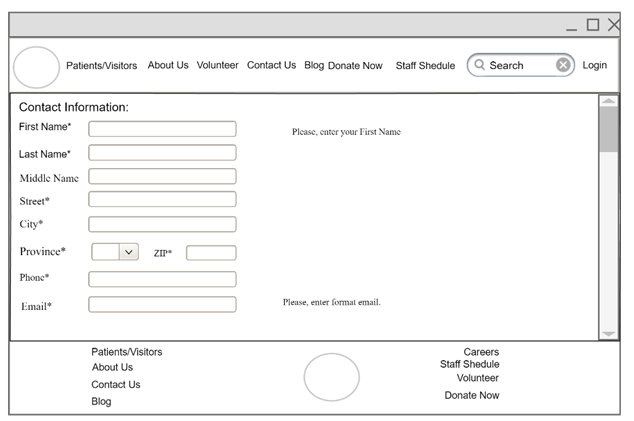 Patients/Visitors About Us Volunteer Contact Us Blog Donate Now Staff Shedule Search Login
Contact Information:
First Name*
Please, enter your First Name
Last Name*
Middle Name
Street*
City*
Province* ZIP*
Phone*
Email*
Please, enter format email.
Patients/Visitors
About Us
Contact Us
Blog
Careers
Staff Shedule
Volunteer
Donate Now